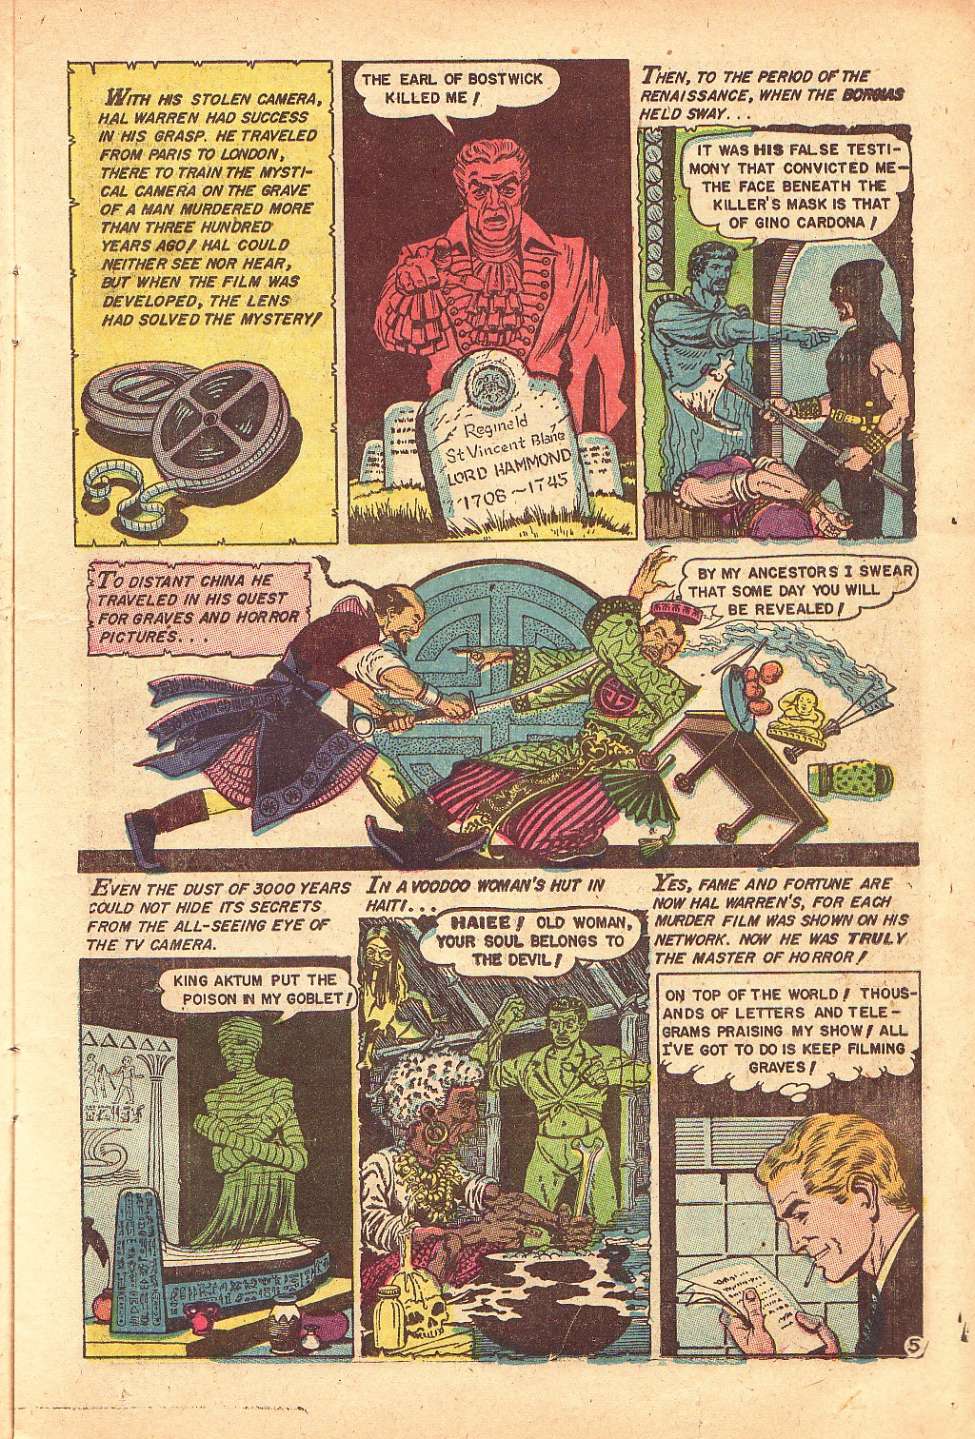 WITH HIS STOLEN CAMERA,
HAL WARREN HAD SUCCESS
IN HIS GRASP. HE TRAVELED
FROM PARIS TO LONDON,
THERE TO TRAIN THE MYSTI-
CAL CAMERA ON THE GRAVE
OF A MAN MURDERED MORE
THAN THREE HUNDRED
YEARS AGO! HAL COULD
NEITHER SEE NOR HEAR,
BUT WHEN THE FILM WAS
DEVELOPED, THE LENS
HAD SOLVED THE MYSTERY!
THE EARL OF BOSTWICK
KILLED ME!
Regineld
St Vincent Blane
LORD HAMMOND
1708~1745
THEN, TO THE PERIOD OF THE
RENAISSANCE, WHEN THE BORGIAS
HELD SWAY...
IT WAS HIS FALSE TESTI-
MONY THAT CONVICTED ME—
THE FACE BENEATH THE
KILLER'S MASK IS THAT
OF GINO CARDONA!
TO DISTANT CHINA HE
TRAVELED IN HIS QUEST
FOR GRAVES AND HORROR
PICTURES...
BY MY ANCESTORS I SWEAR
THAT SOME DAY YOU WILL
BE REVEALED!
EVEN THE DUST OF 3000 YEARS
COULD NOT HIDE ITS SECRETS
FROM THE ALL-SEEING EYE OF
THE TV CAMERA.
KING AKTUM PUT THE
POISON IN MY GOBLET!
IN A VOODOO WOMAN'S HUT IN
HAITI...
HAIEE! OLD WOMAN,
YOUR SOUL BELONGS TO
THE DEVIL!
YES, FAME AND FORTUNE ARE
NOW HAL WARREN'S, FOR EACH
MURDER FILM WAS SHOWN ON HIS
NETWORK. NOW HE WAS TRULY
THE MASTER OF HORROR!
ON TOP OF THE WORLD! THOUS-
ANDS OF LETTERS AND TELE-
GRAMS PRAISING MY SHOW! ALL
I'VE GOT TO DO IS KEEP FILMING
GRAVES!
5